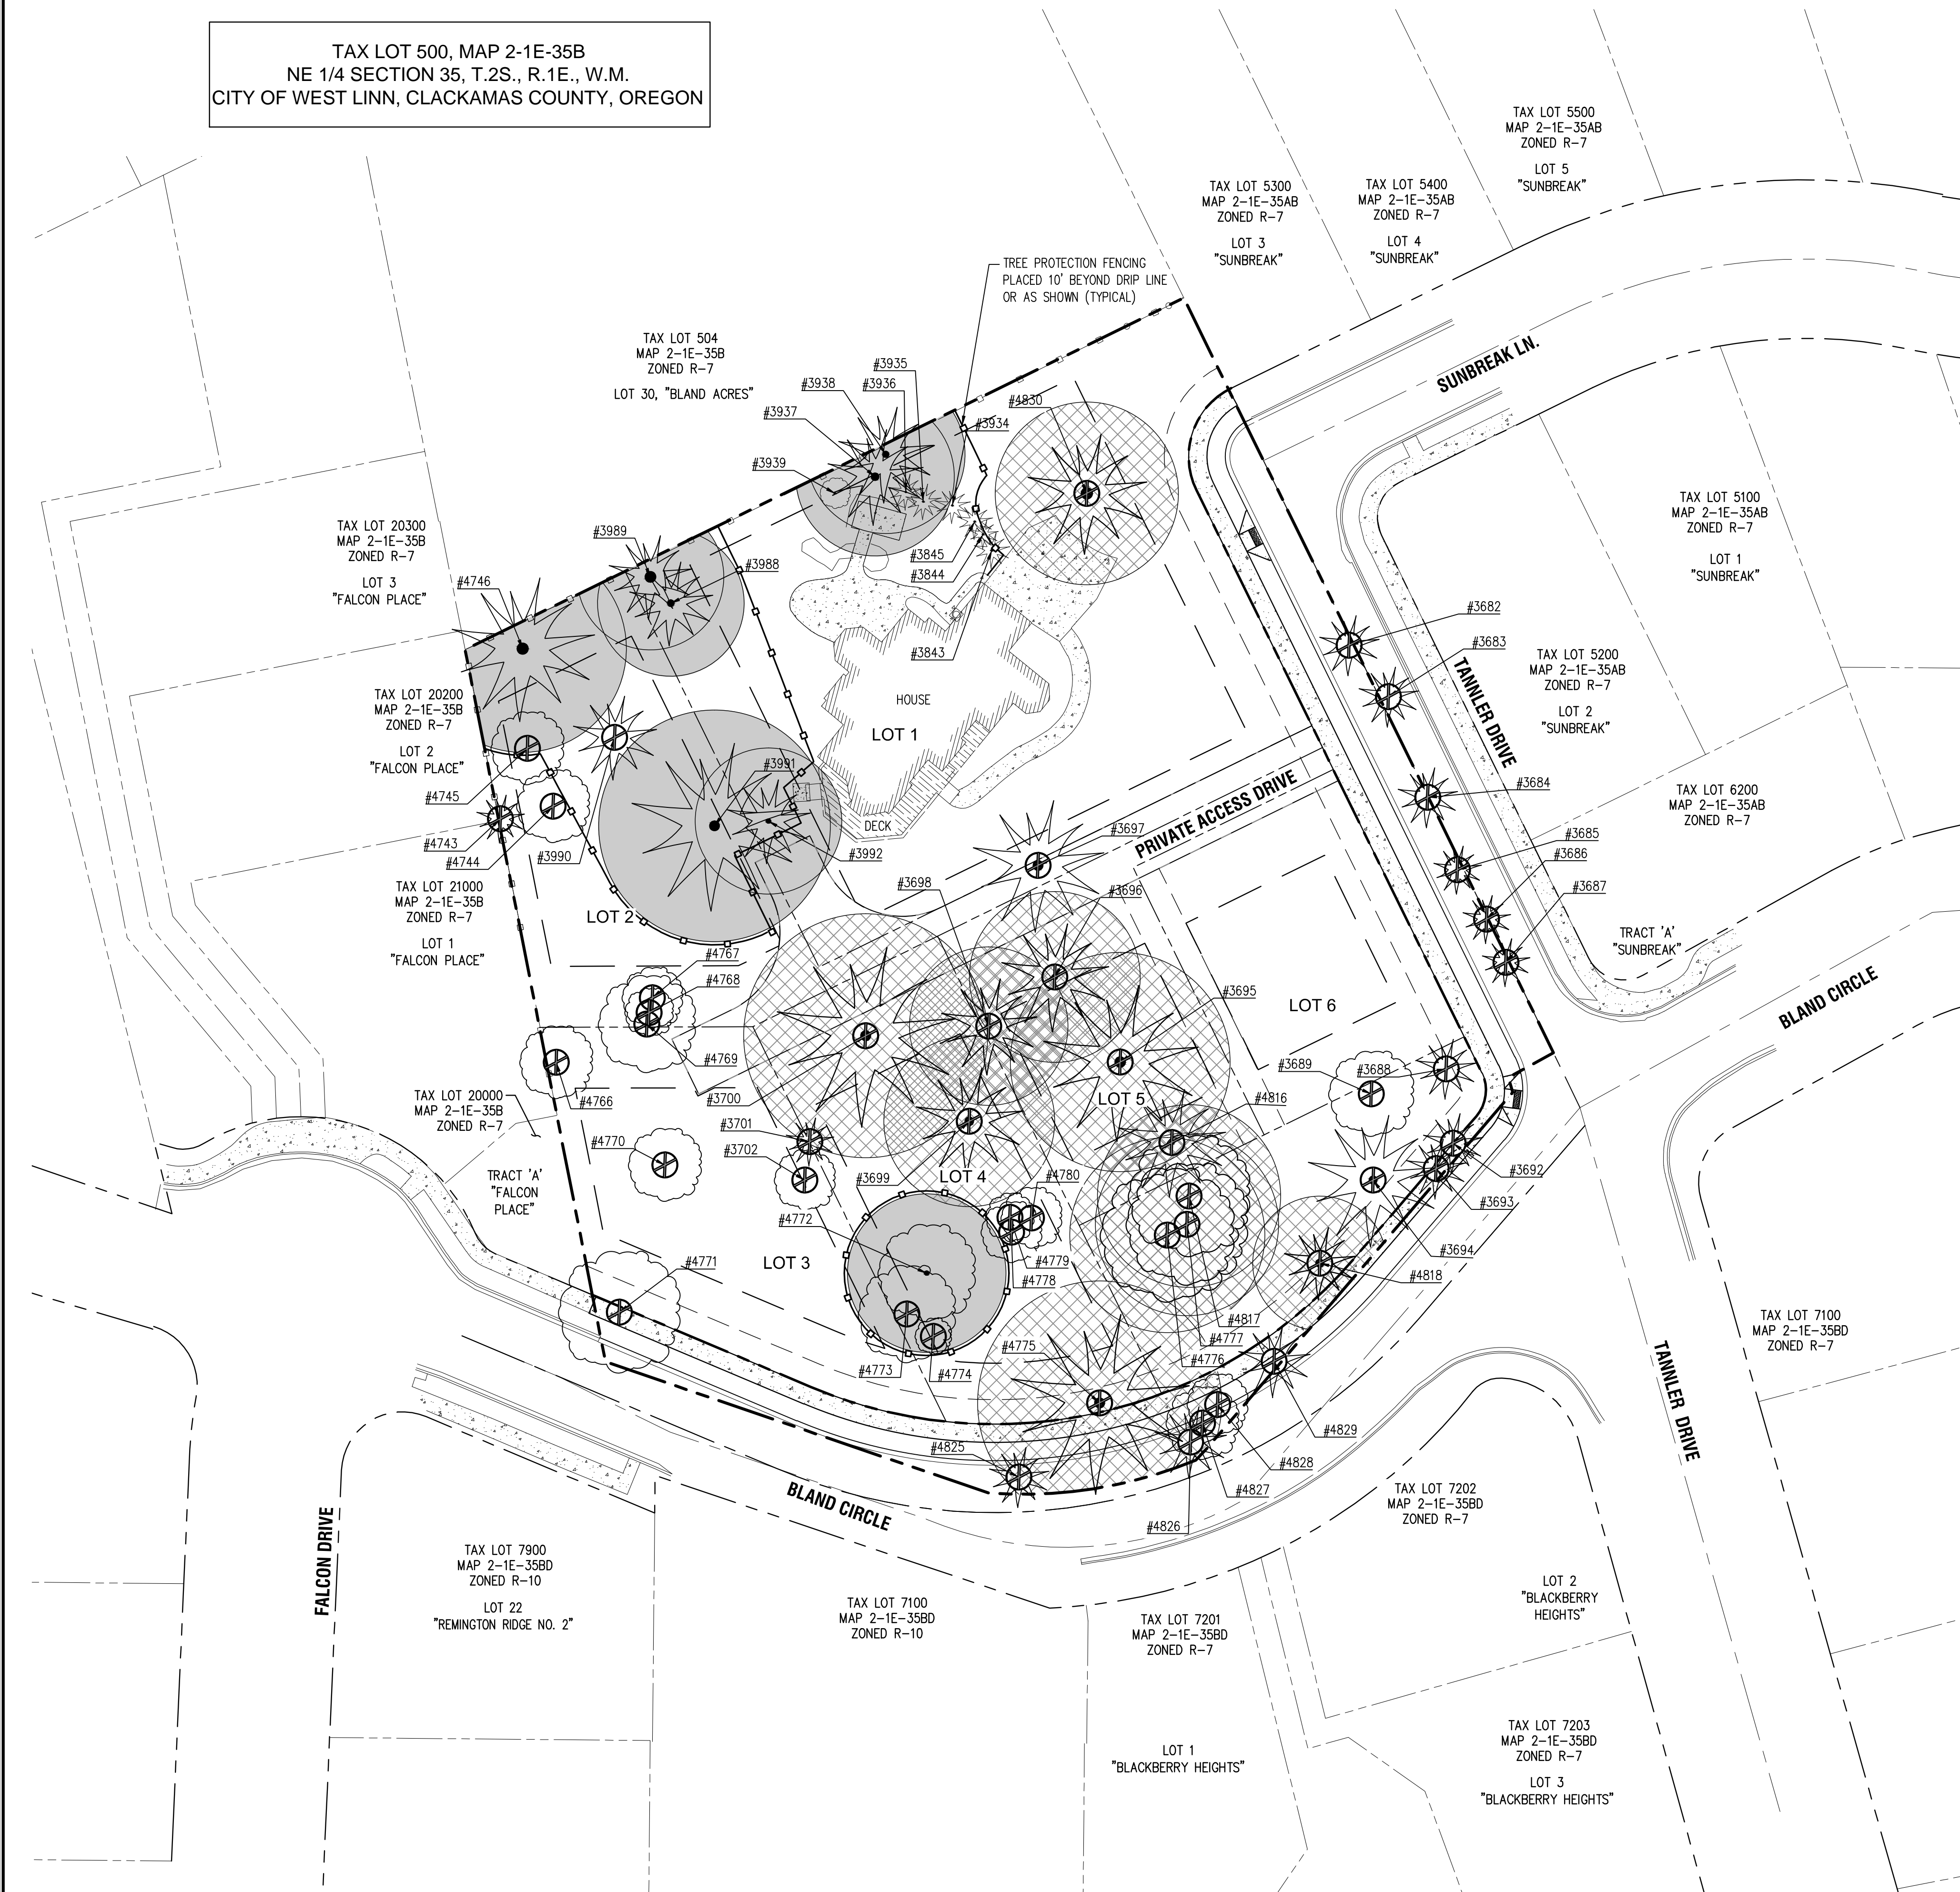 TAX LOT 500, MAP 2-1E-35B
NE 1/4 SECTION 35, T.2S., R.1E., W.M.
CITY OF WEST LINN, CLACKAMAS COUNTY, OREGON
TAX LOT 5500
MAP 2-1E-35AB
ZONED R-7
LOT 5
"SUNBREAK"
TAX LOT 5400
MAP 2-1E-35AB
ZONED R-7
LOT 4
"SUNBREAK"
TAX LOT 5300
MAP 2-1E-35AB
ZONED R-7
LOT 3
"SUNBREAK"
TREE PROTECTION FENCING
PLACED 10' BEYOND DRIP LINE
OR AS SHOWN (TYPICAL)
TAX LOT 504
MAP 2-1E-35B
ZONED R-7
LOT 30, "BLAND ACRES"
SUNBREAK LN.
#3935
#3938
#3936
#3937
#4830
#3934
#3939
TAX LOT 20300
MAP 2-1E-35B
ZONED R-7
LOT 3
"FALCON PLACE"
#3989
#3988
#4746
#3845
#3844
#3843
TAX LOT 5100
MAP 2-1E-35AB
ZONED R-7
LOT 1
"SUNBREAK"
#3682
#3683
TAX LOT 5200
MAP 2-1E-35AB
ZONED R-7
LOT 2
"SUNBREAK"
TANNLER DRIVE
HOUSE
LOT 1
TAX LOT 20200
MAP 2-1E-35B
ZONED R-7
LOT 2
"FALCON PLACE"
#3991
#4745
#3684
TAX LOT 6200
MAP 2-1E-35AB
ZONED R-7
DECK
PRIVATE ACCESS DRIVE
#4743
#4744
#3990
#3992
#3697
#3685
#3686
#3687
#3698
#3696
TAX LOT 21000
MAP 2-1E-35B
ZONED R-7
LOT 1
"FALCON PLACE"
LOT 2
TRACT 'A'
"SUNBREAK"
BLAND CIRCLE
#4767
#4768
#3695
LOT 6
#4769
#3689
#3688
#4766
#3700
LOT 5
#4816
TAX LOT 20000
MAP 2-1E-35B
ZONED R-7
#3701
#3702
#4770
#3692
TRACT 'A'
"FALCON
PLACE"
#3699
LOT 4
#4780
#3693
#4772
#3694
#4771
LOT 3
#4779
#4778
#4818
#4817
#4777
#4776
#4775
#4773
#4774
TAX LOT 7100
MAP 2-1E-35BD
ZONED R-7
TANNLER DRIVE
#4829
#4825
#4828
#4827
#4826
BLAND CIRCLE
TAX LOT 7202
MAP 2-1E-35BD
ZONED R-7
FALCON DRIVE
TAX LOT 7900
MAP 2-1E-35BD
ZONED R-10
LOT 22
"REMINGTON RIDGE NO. 2"
TAX LOT 7100
MAP 2-1E-35BD
ZONED R-10
TAX LOT 7201
MAP 2-1E-35BD
ZONED R-7
LOT 2
"BLACKBERRY
HEIGHTS"
LOT 1
"BLACKBERRY HEIGHTS"
TAX LOT 7203
MAP 2-1E-35BD
ZONED R-7
LOT 3
"BLACKBERRY HEIGHTS"